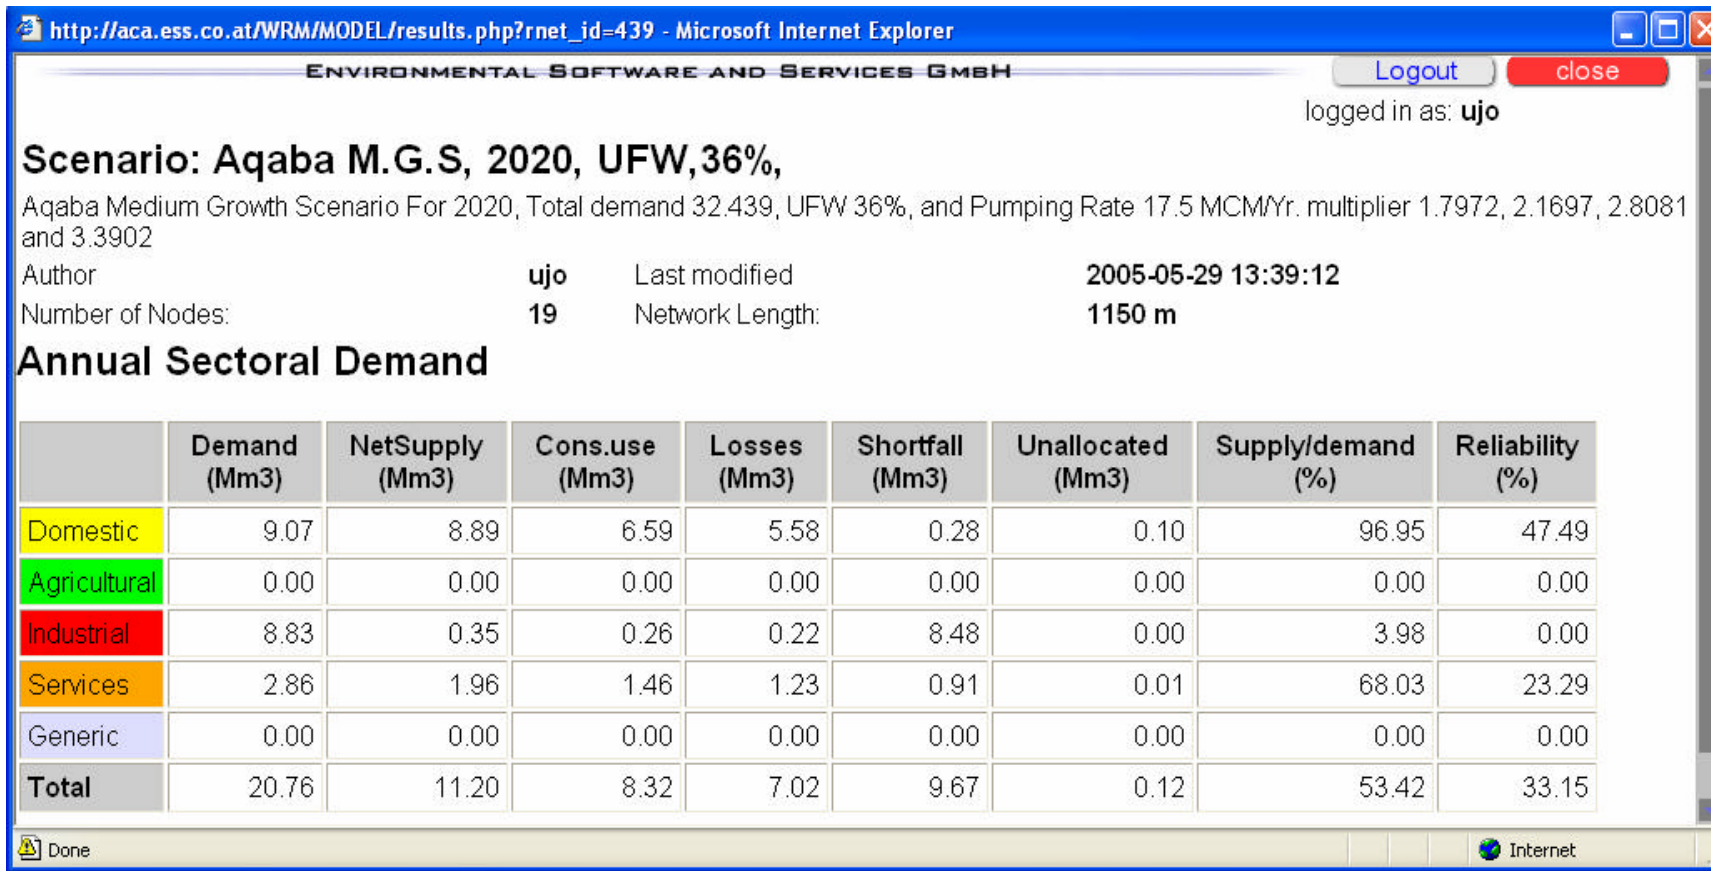 http://aca.ess.co.at/WRM/MODEL/results.php?rnet_id=439 - Microsoft Internet Explorer
ENVIRONMENTAL SOFTWARE AND SERVICES GMBH Logout close
logged in as: ujo
Scenario: Aqaba M.G.S, 2020, UFW,36%,
Aqaba Medium Growth Scenario For 2020, Total demand 32.439, UFW 36%, and Pumping Rate 17.5 MCM/Yr. multiplier 1.7972, 2.1697, 2.8081
and 3.3902
Author ujo Last modified 2005-05-29 13:39:12
Number of Nodes: 19 Network Length: 1150 m
Annual Sectoral Demand
Demand NetSupply Cons.use Losses Shortfall Unallocated Supply/demand Reliability
(Mm3) (Mm3) (Mm3) (Mm3) (Mm3) (Mm3) (%) (%)
Domestic 9.07 8.89 6.59 5.58 0.28 0.10 96.95 47.49
Agricultural 0.00 0.00 0.00 0.00 0.00 0.00 0.00 0.00
Industrial 8.83 0.35 0.26 0.22 8.48 0.00 3.98 0.00
Services 2.86 1.96 1.46 1.23 0.91 0.01 68.03 23.29
Generic 0.00 0.00 0.00 0.00 0.00 0.00 0.00 0.00
Total 20.76 11.20 8.32 7.02 9.67 0.12 53.42 33.15
Done Internet